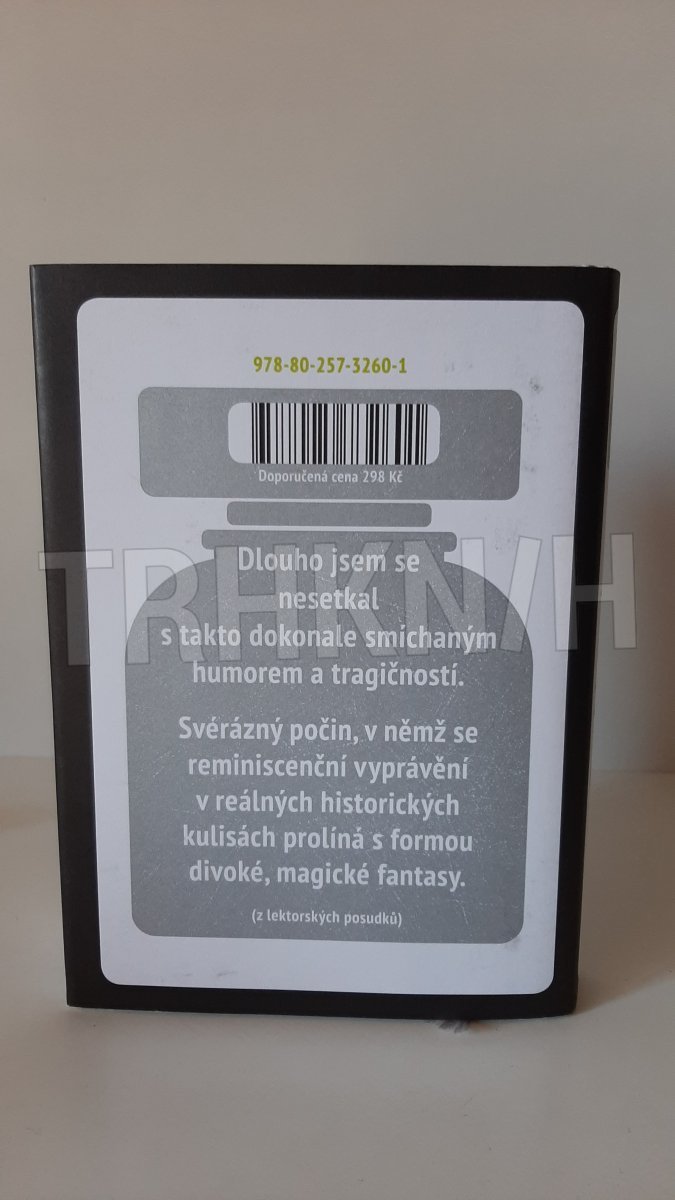 978-80-257-3260-1
Doporučená cena 298 Kč
TRHKNIH
Dlouho jsem se
nesetkal
s takto dokonale smíchaným
humorem a tragičností.
Svérázný počin, v němž se
reminiscenční vyprávění
v reálných historických
kulisách prolíná s formou
divoké, magické fantasy.
(z lektorských posudků)